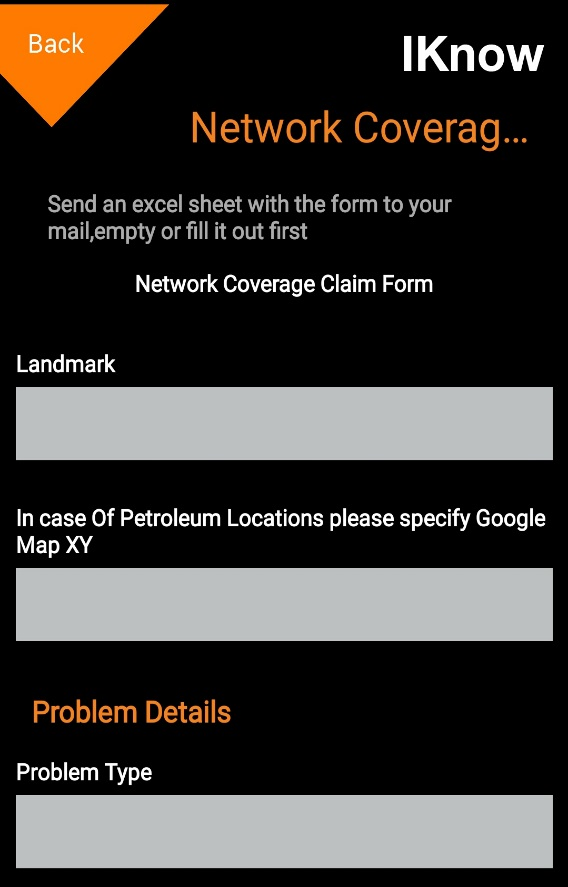 Back
IKnow
Network Coverag...
Send an excel sheet with the form to your
mail,empty or fill it out first
Network Coverage Claim Form
Landmark
In case Of Petroleum Locations please specify Google
Map XY
Problem Details
Problem Type